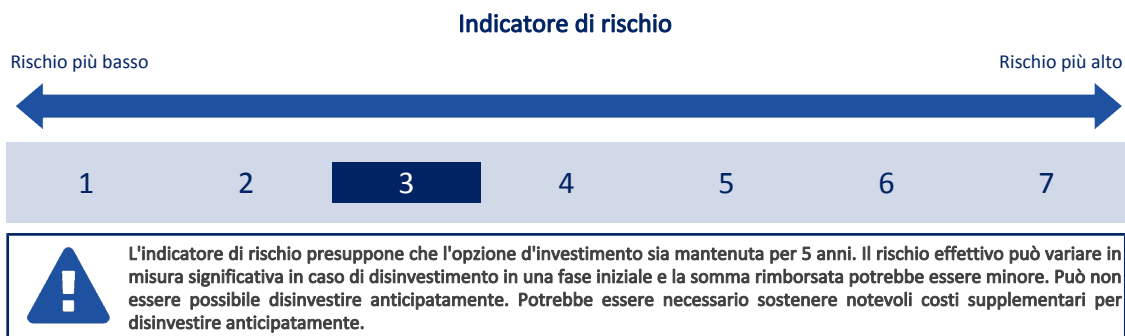 Indicatore di rischio
Rischio più basso
Rischio più alto
1 2 3 4 5 6 7
L'indicatore di rischio presuppone che l'opzione d'investimento sia mantenuta per 5 anni. Il rischio effettivo può variare in
misura significativa in caso di disinvestimento in una fase iniziale e la somma rimborsata potrebbe essere minore. Può non
essere possibile disinvestire anticipatamente. Potrebbe essere necessario sostenere notevoli costi supplementari per
disinvestire anticipatamente.